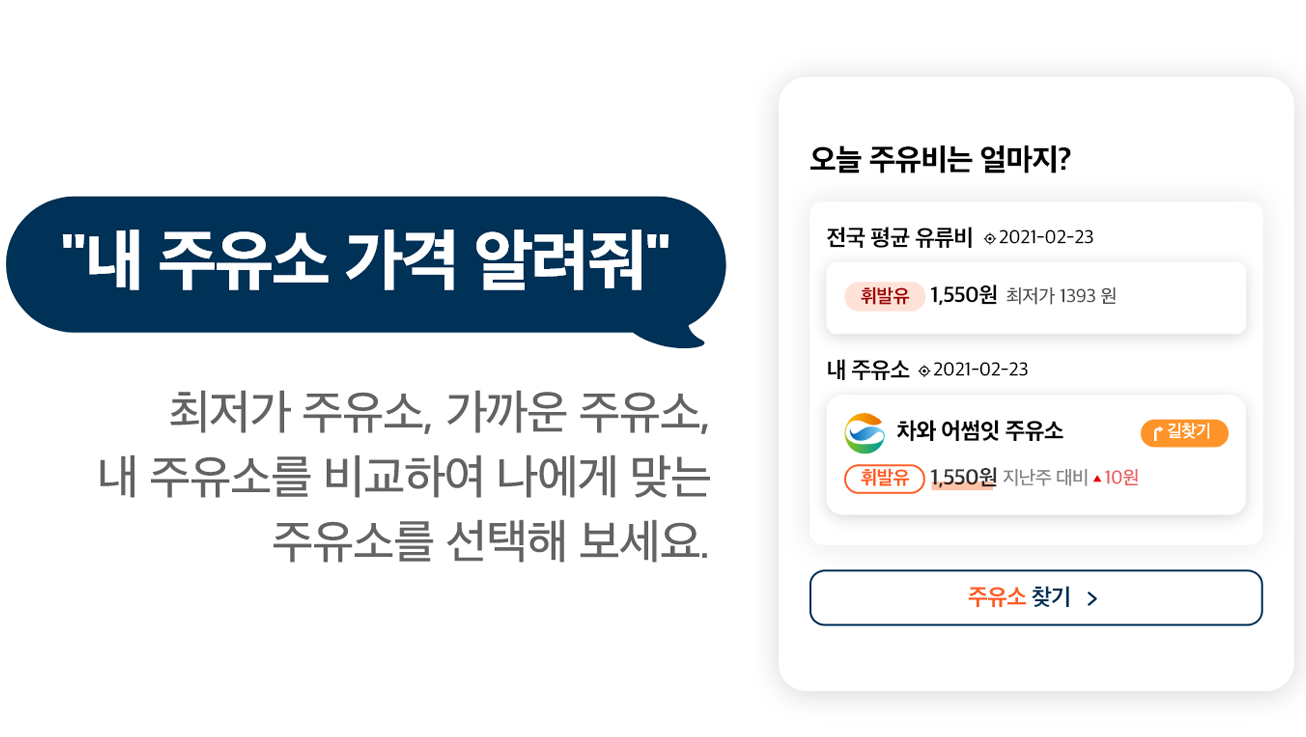 "내 주유소 가격 알려줘"
최저가 주유소, 가까운 주유소,
내 주유소를 비교하여 나에게 맞는
주유소를 선택해 보세요.
오늘 주유비는 얼마지?
전국 평균 유류비 2021-02-23
휘발유 1,550원 최저가 1393 원
내 주유소 2021-02-23
차와 어썸잇 주유소 길찾기
휘발유 1,550원 지난주 대비 ▲10원
주유소 찾기 >